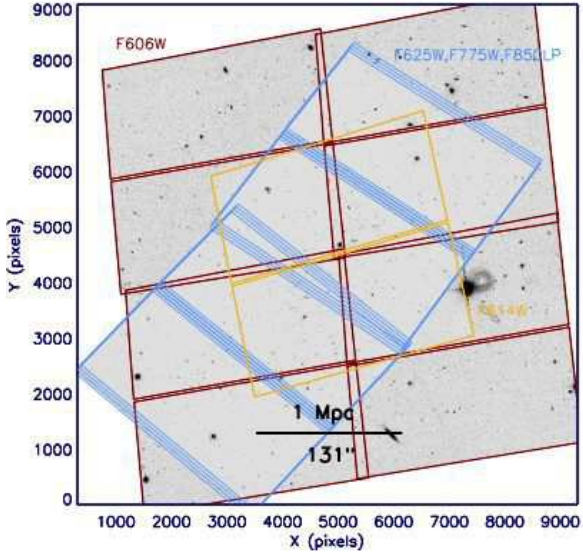 9000
8000
7000
6000
5000
4000
3000
2000
1000
0
Y (pixels)
F606W
F625W,F775W,F850LP
F814W
1 Mpc
131"
1000 2000 3000 4000 5000 6000 7000 8000 9000
X (pixels)